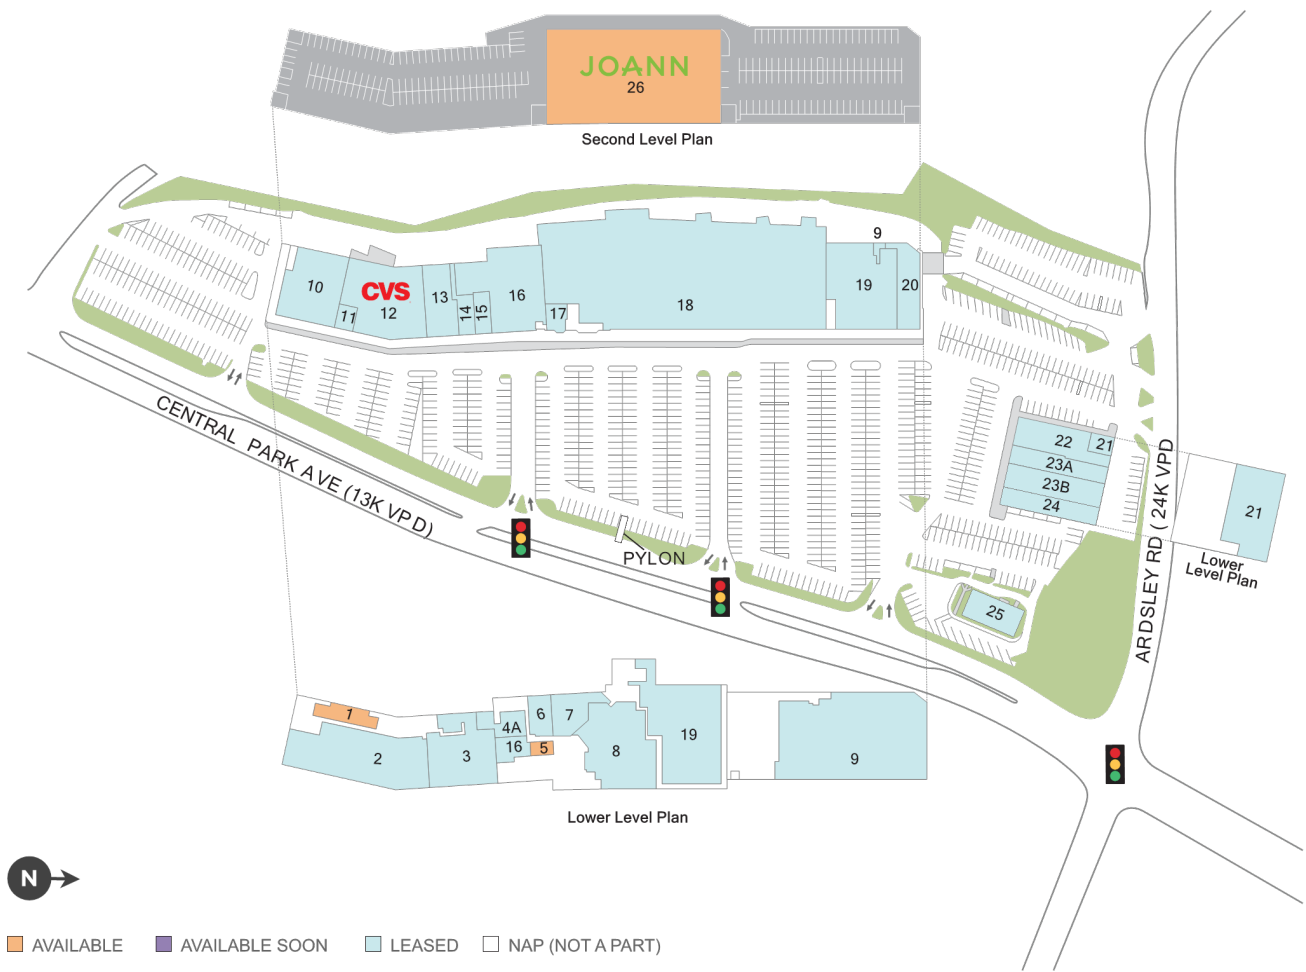 JOANN
26
Second Level Plan
9
10
CVS
11
12
13
14
15
16
17
18
19
20
CENTRAL PARK AVE (13K VPD)
PYLON
22
21
23A
23B
24
25
ARDSLEY RD ( 24K VPD
21
Lower
Level Plan
1
2
3
4A
16
5
6
7
8
19
9
Lower Level Plan
N
AVAILABLE
AVAILABLE SOON
LEASED
NAP (NOT A PART)